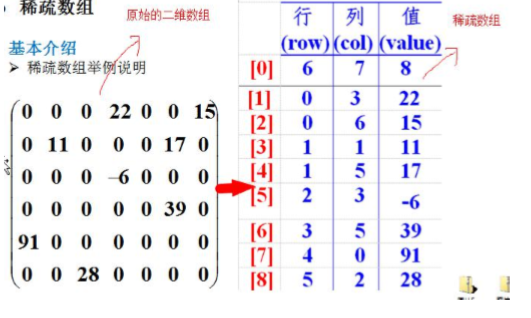 稀疏数组
原始的二维数组
基本介绍
➢ 稀疏数组举例说明
0 0 0 22 0 0 15
0 11 0 0 0 17 0
0 0 0 –6 0 0 0
0 0 0 0 0 39 0
91 0 0 0 0 0 0
0 0 28 0 0 0 0
行 列 值
(row) (col) (value)
稀疏数组
[0] 6 7 8
[1] 0 3 22
[2] 0 6 15
[3] 1 1 11
[4] 1 5 17
[5] 2 3 -6
[6] 3 5 39
[7] 4 0 91
[8] 5 2 28